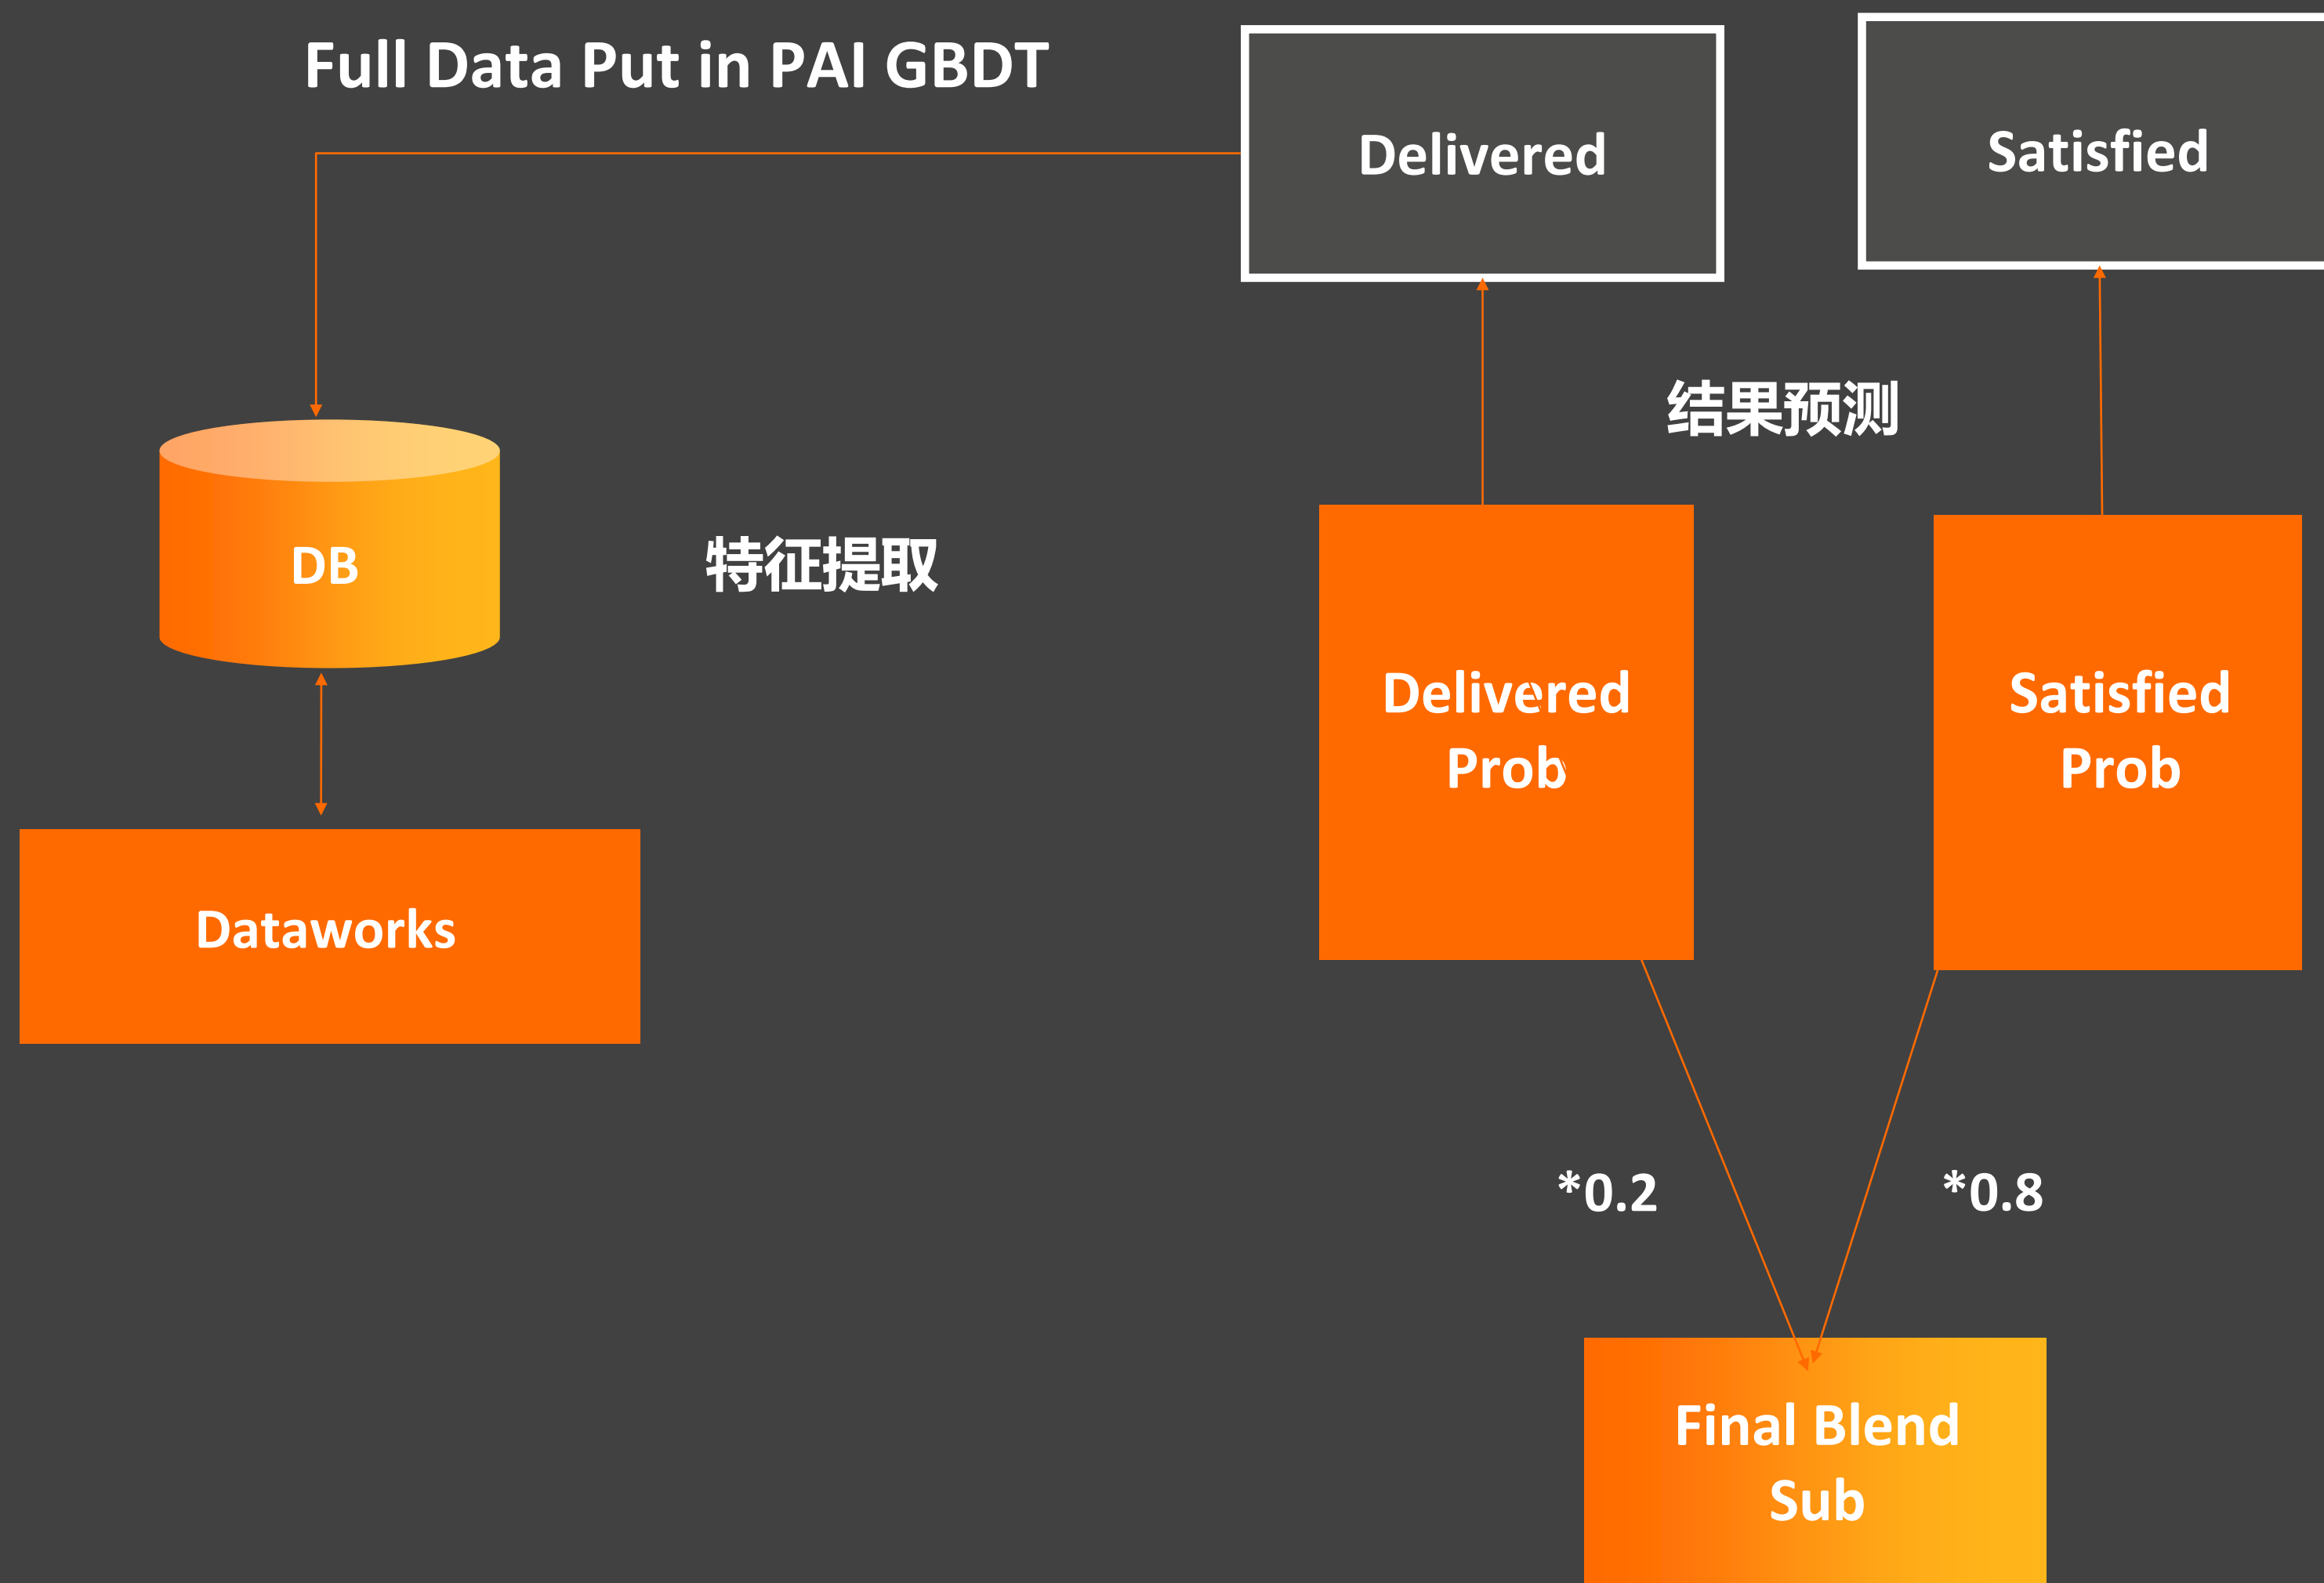 Full Data Put in PAI GBDT
Delivered
Satisfied
结果预测
DB
特征提取
Delivered
Prob
Satisfied
Prob
Dataworks
*0.2
*0.8
Final Blend
Sub